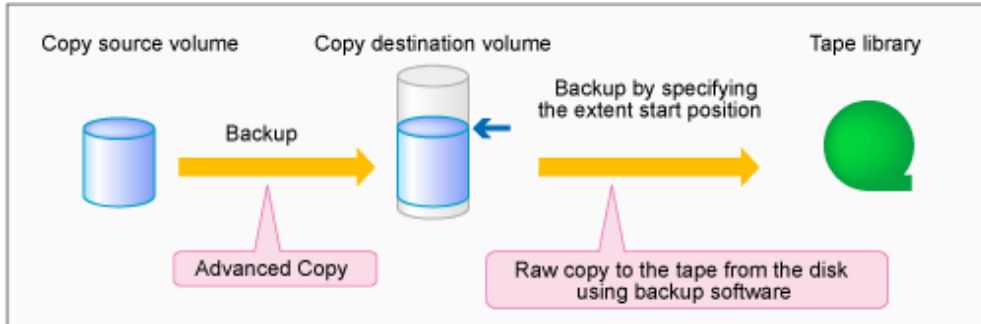 Copy source volume
Copy destination volume
Tape library
Backup
Backup by specifying
the extent start position
Advanced Copy
Raw copy to the tape from the disk
using backup software